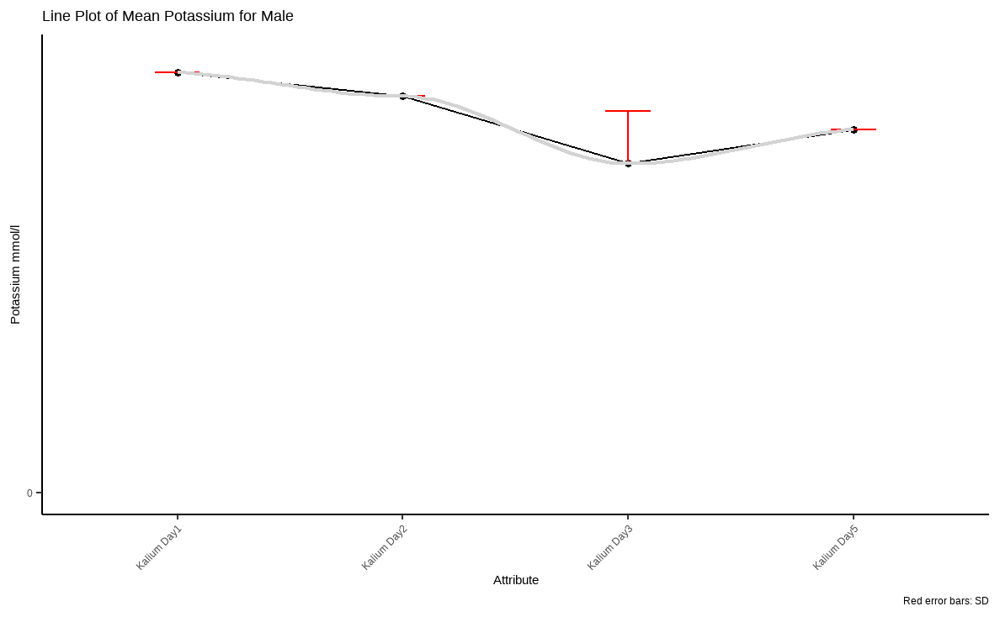 Line Plot of Mean Potassium for Male
Potassium mmol/l
0
Kalium Day1
Kalium Day2
Kalium Day3
Kalium Day5
Attribute
Red error bars: SD